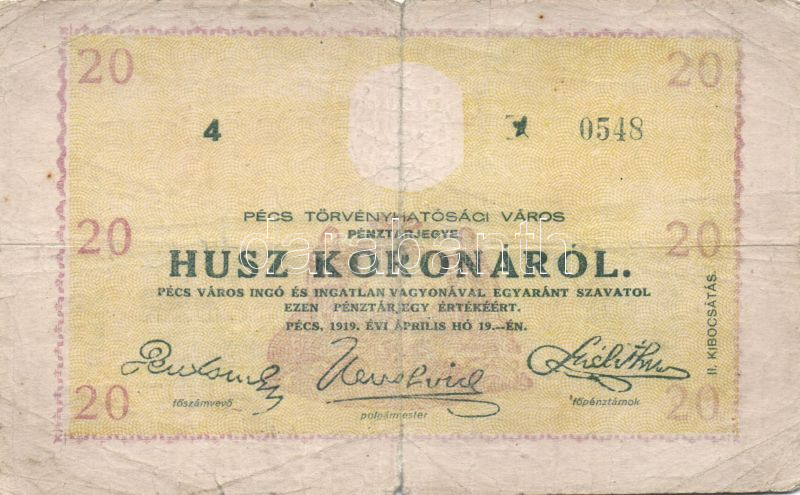 20 20
4 0548
PÉCS TÖRVÉNYHATÓSÁGI VÁROS
PÉNZTÁRJEGYE
20 20
HUSZ KORONÁRÓL.
PÉCS VÁROS INGÓ ÉS INGATLAN VAGYONÁVAL EGYARÁNT SZAVATOL
EZEN PÉNZTÁRJEGY ÉRTÉKÉÉRT.
PÉCS, 1919. ÉVI ÁPRILIS HÓ 19.—ÉN.
II. KIBOCSÁTÁS.
20 főszámvevő polgármester főpénztárnok 20
darabanth